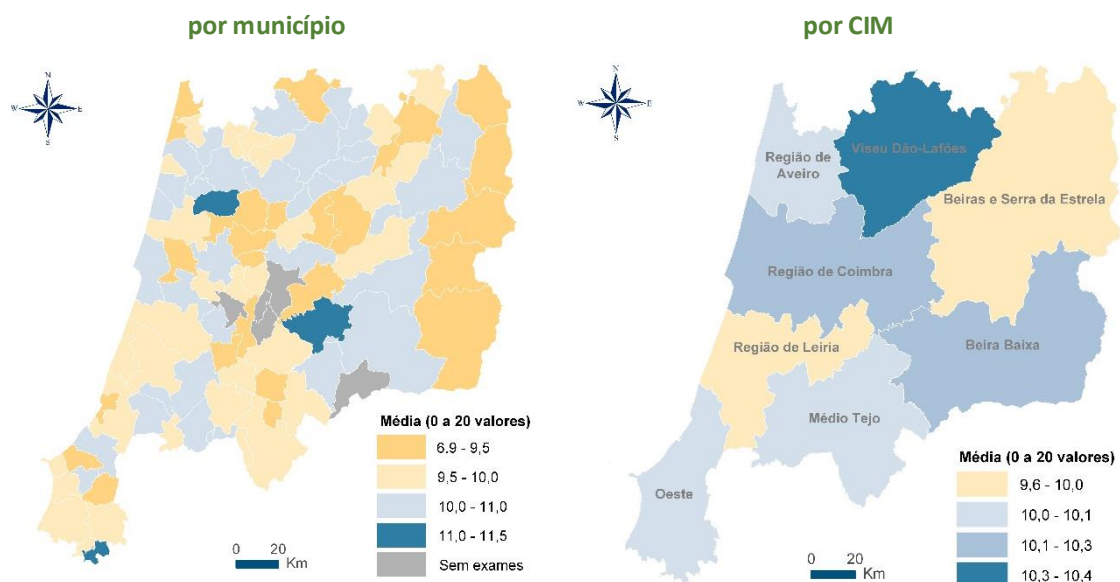 por município
N
W
E
S
Média (0 a 20 valores)
6,9 - 9,5
9,5 - 10,0
10,0 - 11,0
11,0 - 11,5
Sem exames
0 20
Km
por CIM
N
W
E
S
Região de
Aveiro
Viseu Dão-Lafões
Beiras e Serra da Estrela
Região de Coimbra
Região de Leiria
Beira Baixa
Médio Tejo
Oeste
Média (0 a 20 valores)
9,6 - 10,0
10,0 - 10,1
10,1 - 10,3
10,3 - 10,4
0 20
Km